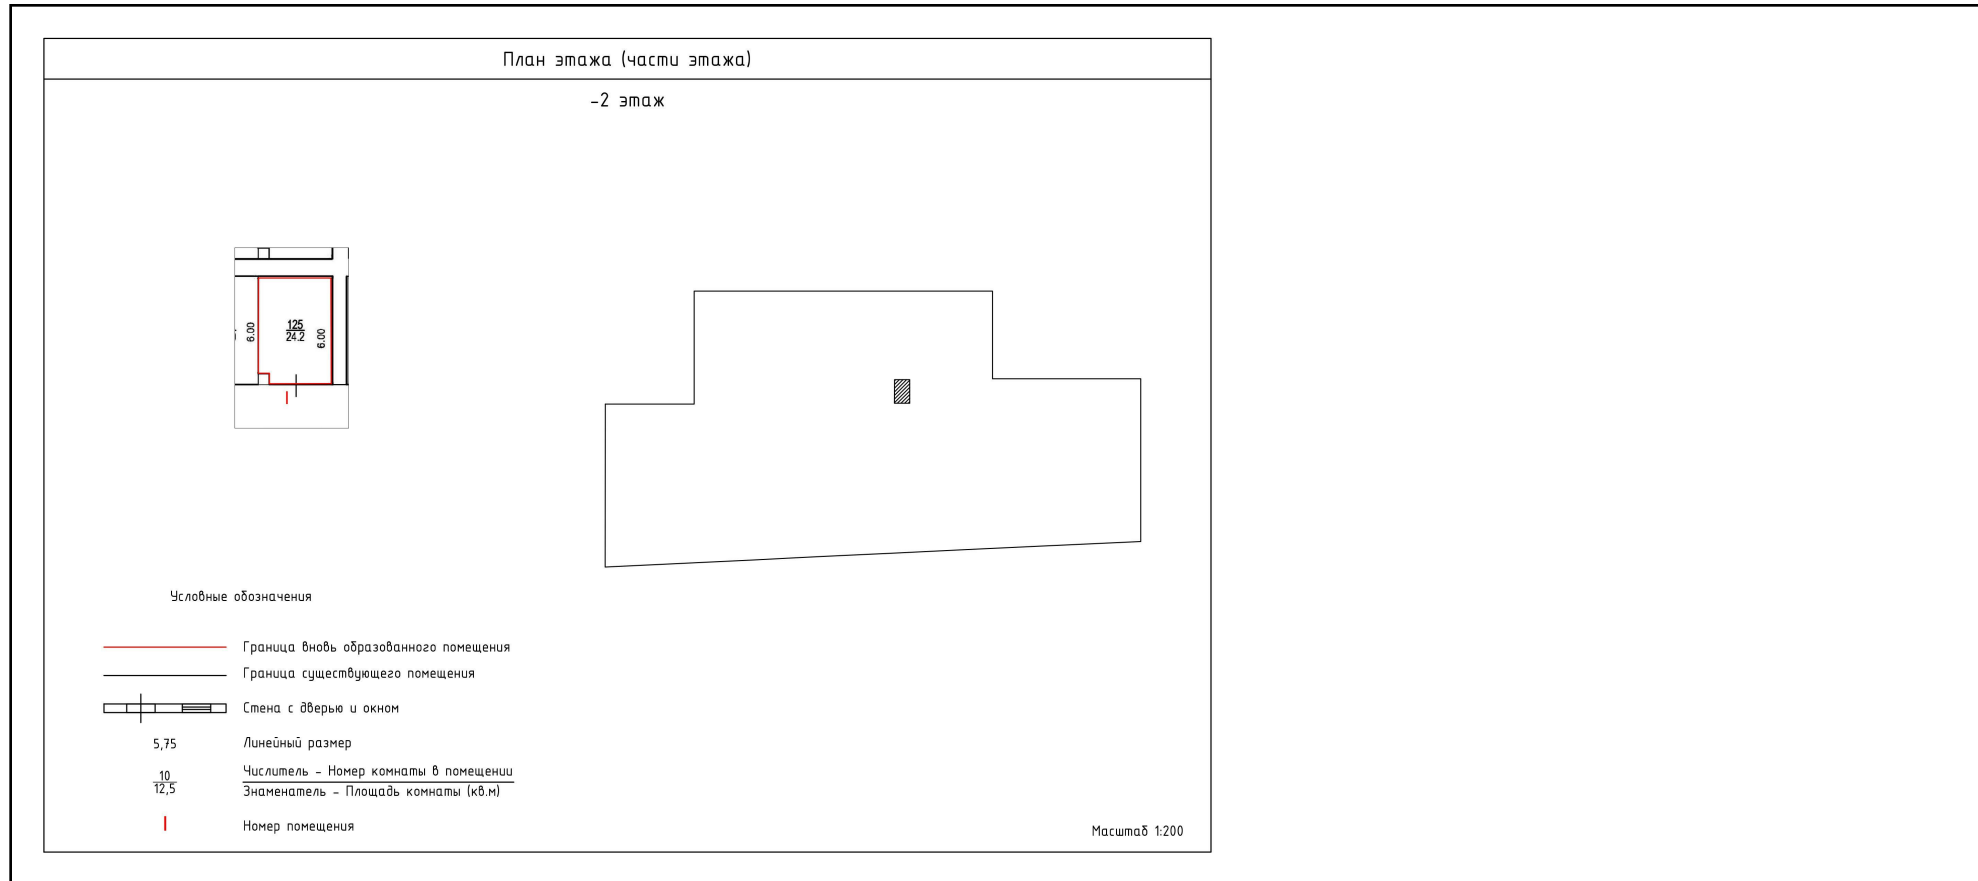 План этажа (части этажа)
-2 этаж
6.00
125
24.2
6.00
I
Условные обозначения
Граница вновь образованного помещения
Граница существующего помещения
Стена с дверью и окном
5,75 Линейный размер
10 Числитель - Номер комнаты в помещении
12,5 Знаменатель - Площадь комнаты (кв.м)
I Номер помещения
Масштаб 1:200